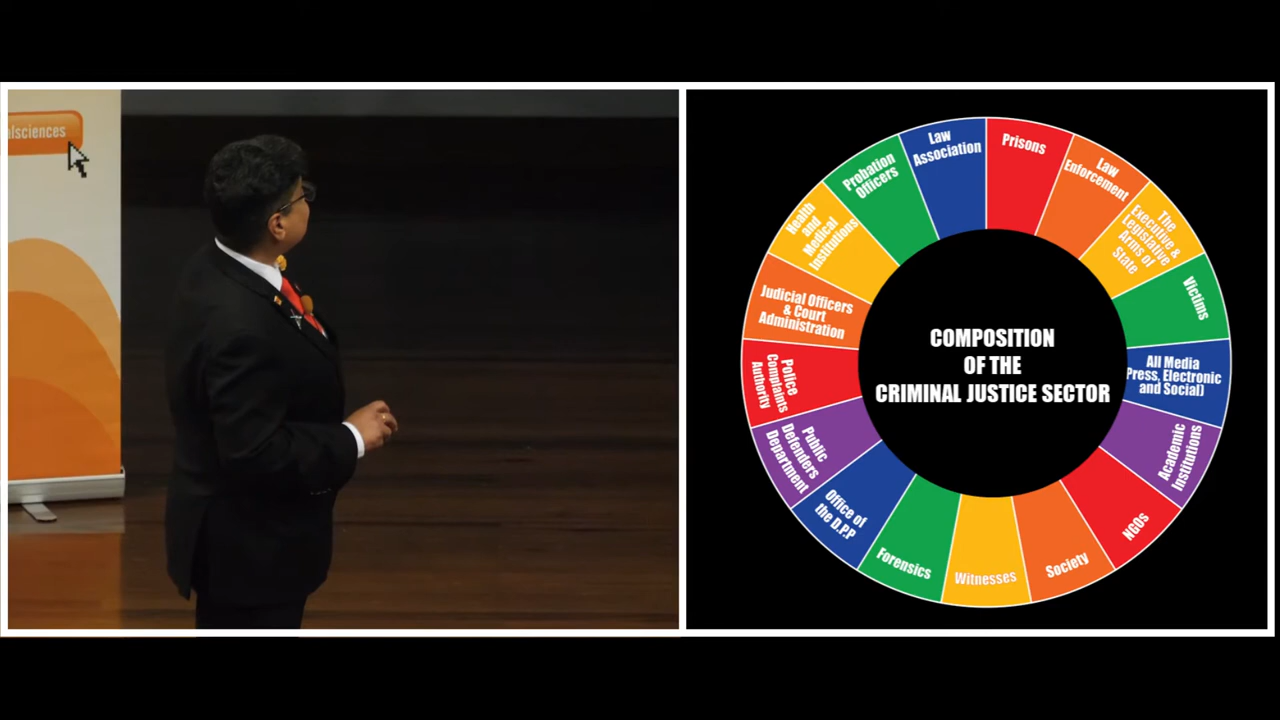 alsciences
COMPOSITION
OF THE
CRIMINAL JUSTICE SECTOR
Prisons
Law
Enforcement
The
Executive &
Legislative
Arms of
State
Victims
All Media
Press, Electronic
and Social)
Academic
Institutions
NGOs
Society
Witnesses
Forensics
Office of
the D.P.P
Public
Defenders
Department
Police
Complaints
Authority
Judicial Officers
& Court
Administration
Health
and
Medical
Institutions
Probation
Officers
Law
Association